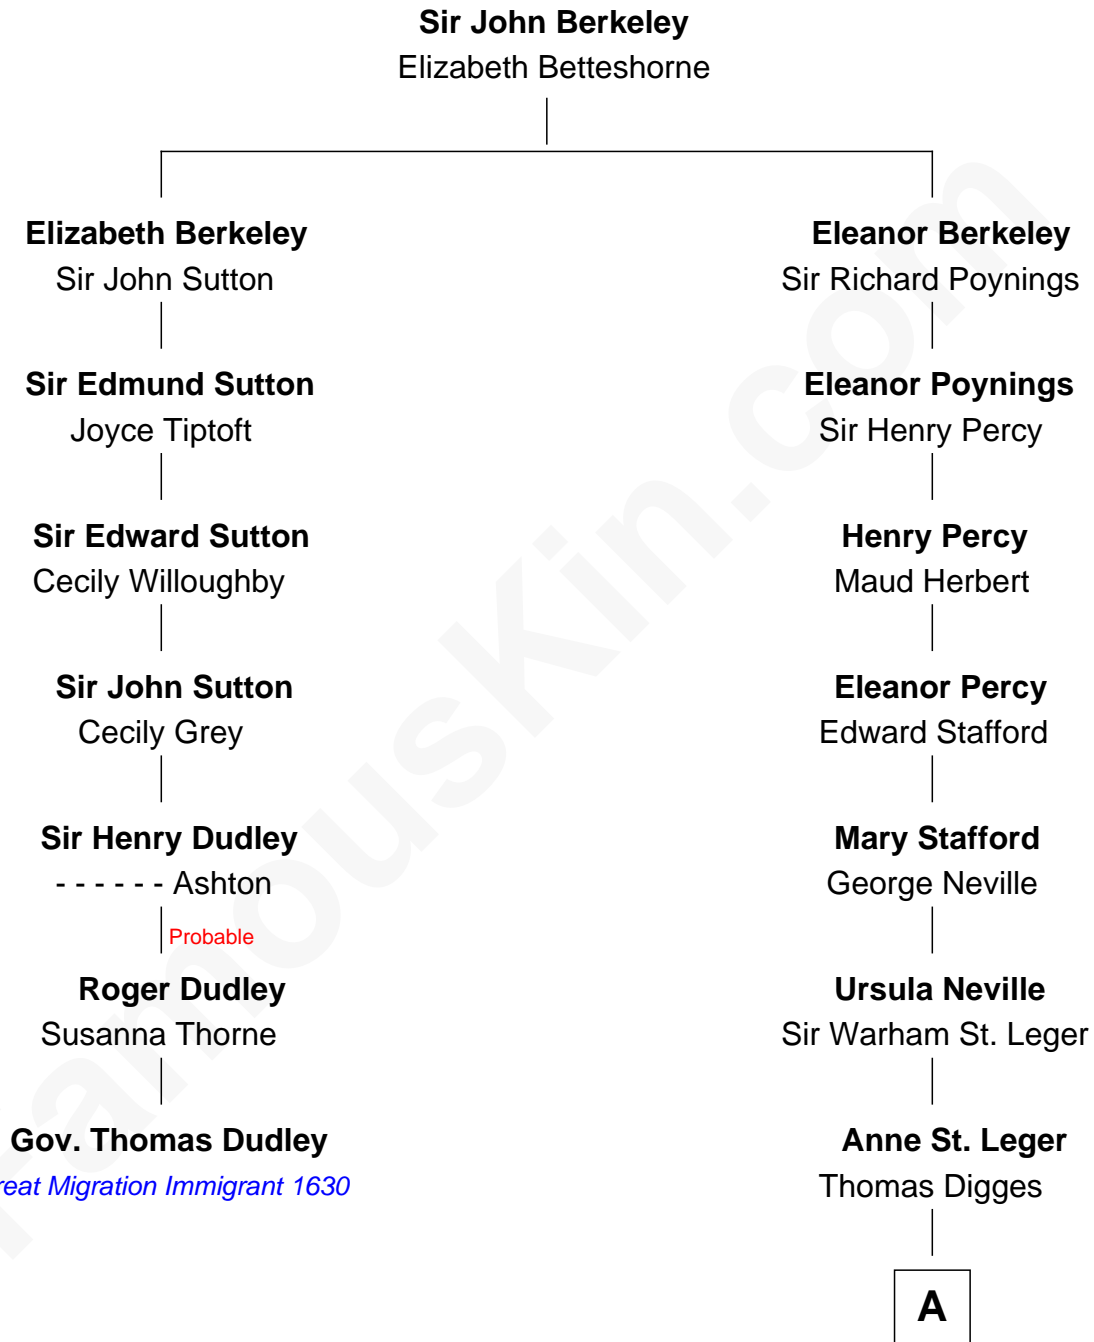 Sir John Berkeley
Elizabeth Betteshorne
Elizabeth Berkeley
Sir John Sutton
Eleanor Berkeley
Sir Richard Poynings
Sir Edmund Sutton
Joyce Tiptoft
Eleanor Poynings
Sir Henry Percy
Sir Edward Sutton
Cecily Willoughby
Henry Percy
Maud Herbert
Sir John Sutton
Cecily Grey
Eleanor Percy
Edward Stafford
Sir Henry Dudley
- - - - - - Ashton
Mary Stafford
George Neville
Probable
Roger Dudley
Susanna Thorne
Ursula Neville
Sir Warham St. Leger
Gov. Thomas Dudley
reat Migration Immigrant 1630
Anne St. Leger
Thomas Digges
A
FamousKin.com